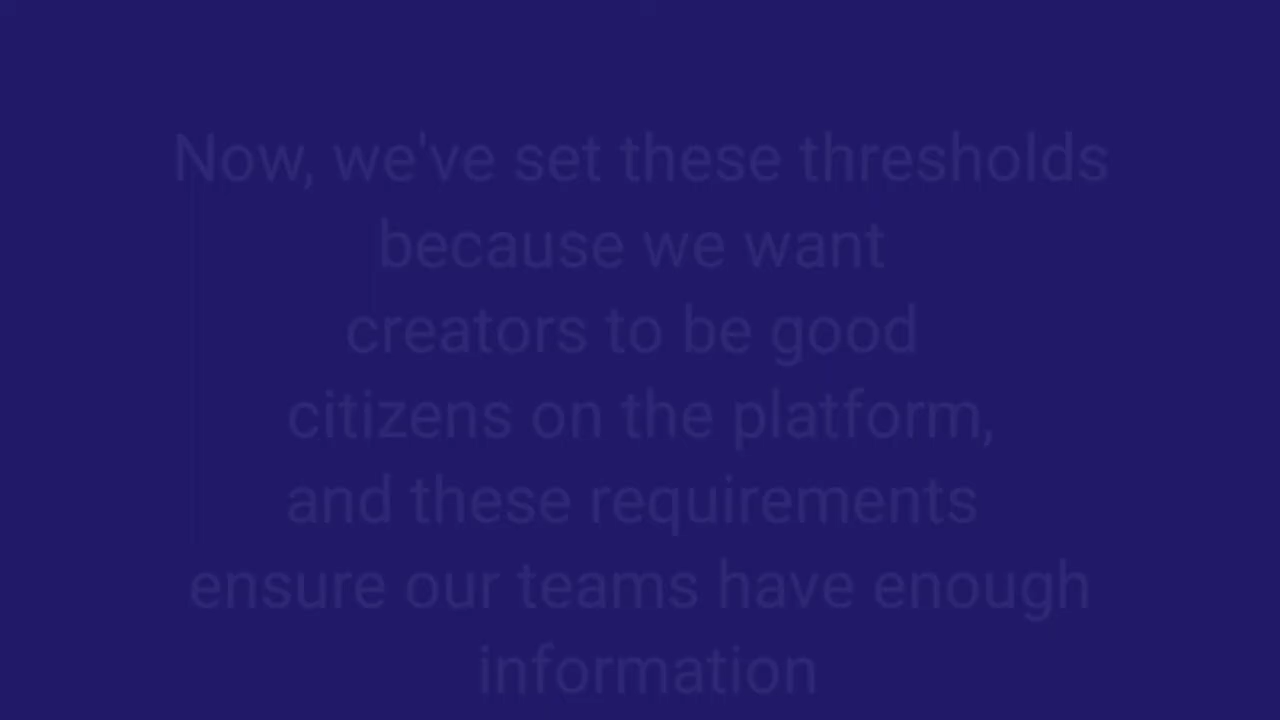 Now, we've set these thresholds
because we want
creators to be good
citizens on the platform,
and these requirements
ensure our teams have enough
information